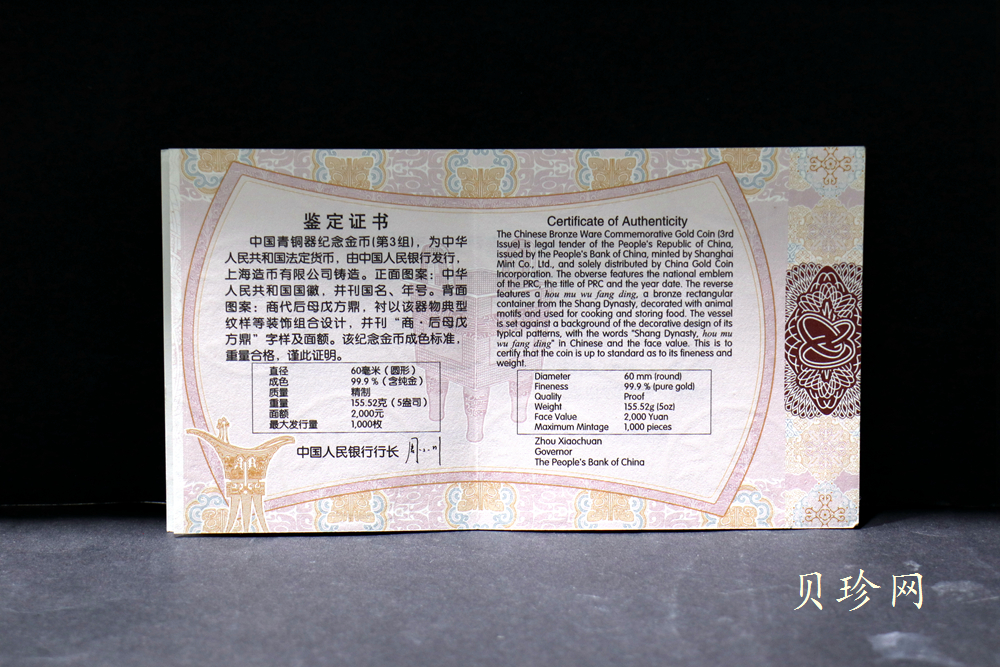 鉴定证书
中国青铜器纪念金币(第3组)，为中华
人民共和国法定货币，由中国人民银行发行，
上海造币有限公司铸造。正面图案：中华
人民共和国国徽，并刊国名、年号。背面
图案：商代后母戊方鼎，衬以该器物典型
纹样等装饰组合设计，并刊“商·后母戊
方鼎”字样及面额。该纪念金币成色标准，
重量合格，谨此证明。
直径 60毫米（圆形）
成色 99.9％（含纯金）
质量 精制
重量 155.52克（5盎司）
面额 2,000元
最大发行量 1,000枚
中国人民银行行长
Certificate of Authenticity
The Chinese Bronze Ware Commemorative Gold Coin (3rd
Issue) is legal tender of the People's Republic of China,
issued by the People's Bank of China, minted by Shanghai
Mint Co., Ltd., and solely distributed by China Gold Coin
Incorporation. The obverse features the national emblem
of the PRC, the title of PRC and the year date. The reverse
features a hou mu wu fang ding, a bronze rectangular
container from the Shang Dynasty, decorated with animal
motifs and used for cooking and storing food. The vessel
is set against a background of the decorative design of its
typical patterns, with the words "Shang Dynasty, hou mu
wu fang ding" in Chinese and the face value. This is to
certify that the coin is up to standard as to its fineness and
weight.
Diameter 60 mm (round)
Fineness 99.9 % (pure gold)
Quality Proof
Weight 155.52g (5oz)
Face Value 2,000 Yuan
Maximum Mintage 1,000 pieces
Zhou Xiaochuan
Governor
The People's Bank of China
贝珍网